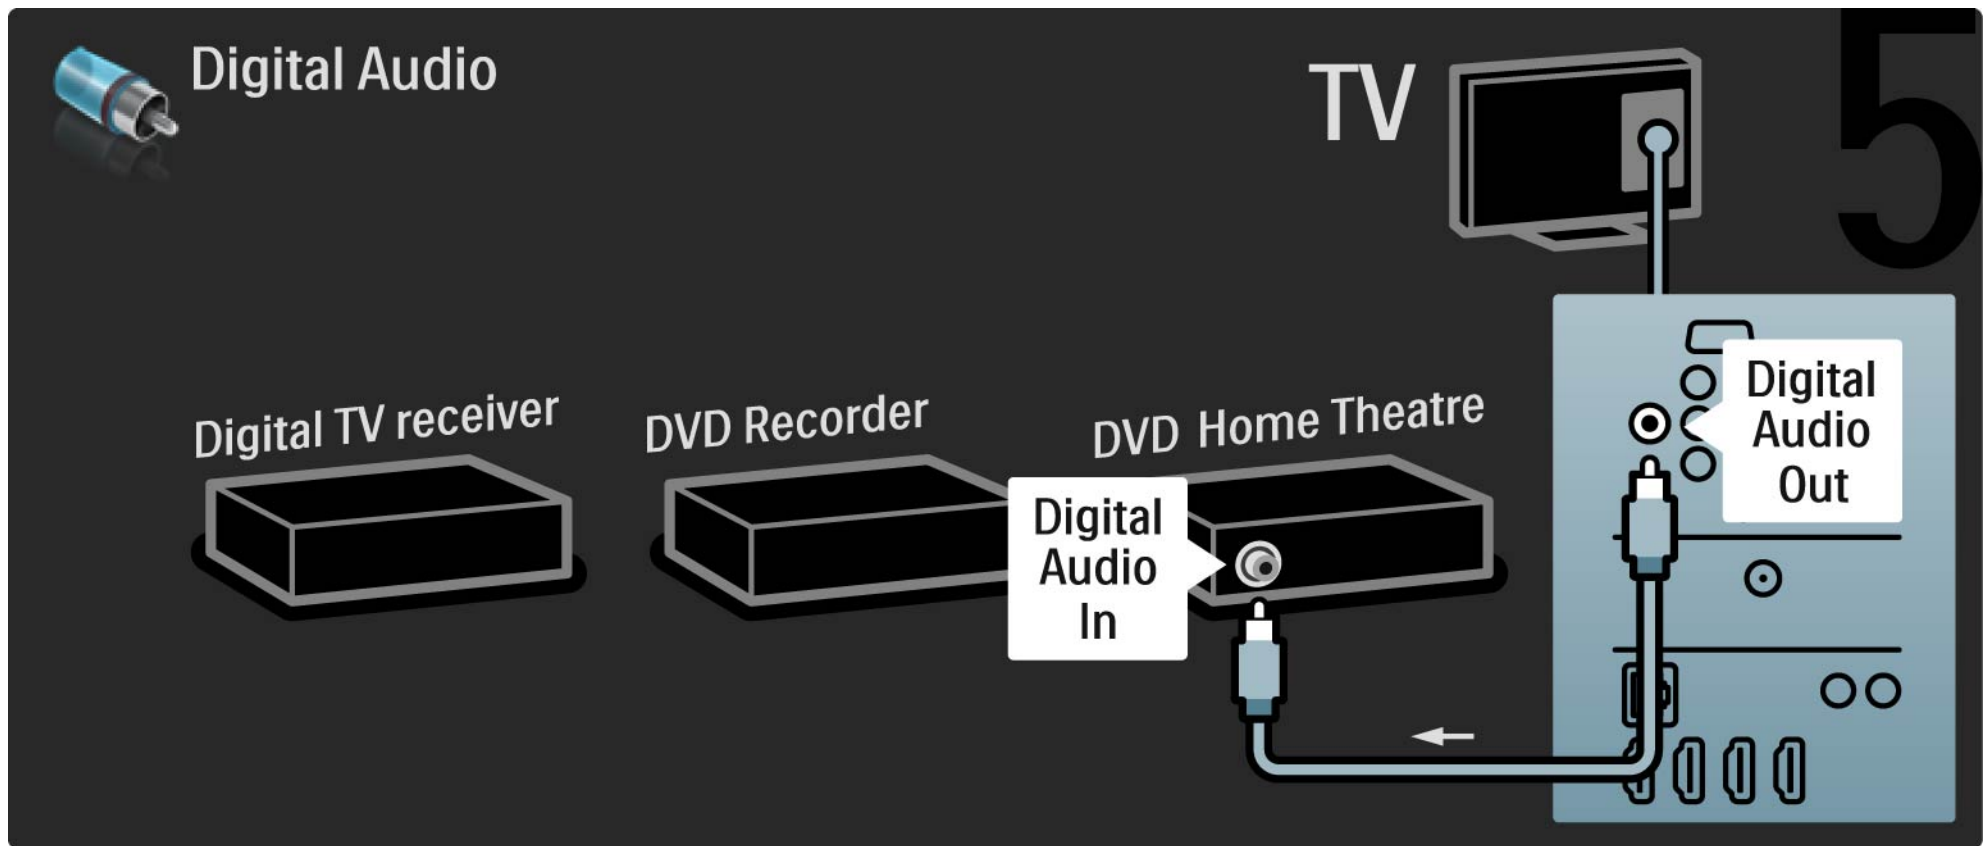 Digital Audio
TV
5
Digital TV receiver
DVD Recorder
DVD Home Theatre
Digital
Audio
Out
Digital
Audio
In